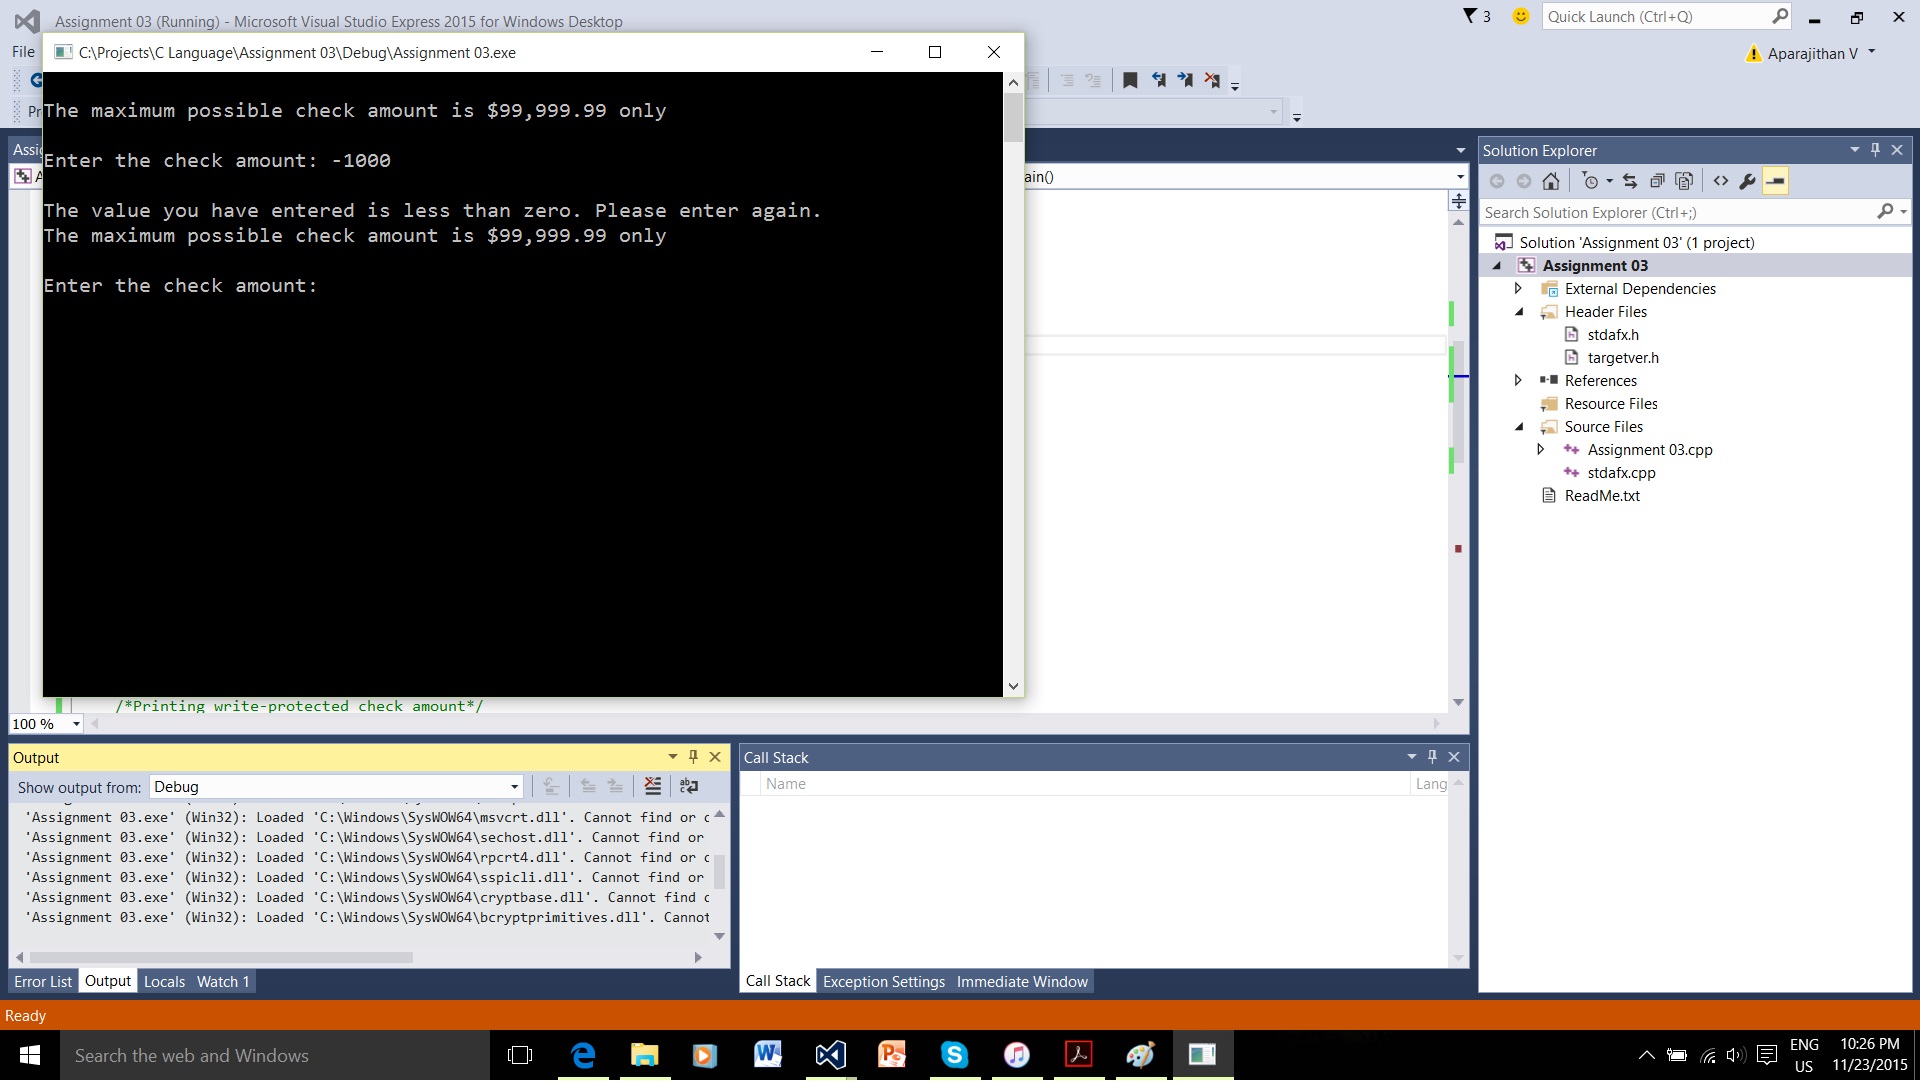 Assignment 03 (Running) - Microsoft Visual Studio Express 2015 for Windows Desktop
3
Quick Launch (Ctrl+Q)
File
Aparajithan V
C:\Projects\C Language\Assignment 03\Debug\Assignment 03.exe
The maximum possible check amount is $99,999.99 only
Enter the check amount: -1000
The value you have entered is less than zero. Please enter again.
The maximum possible check amount is $99,999.99 only
Enter the check amount:
ain()
/*Printing write-protected check amount*/
100 %
Solution Explorer
Search Solution Explorer (Ctrl+;)
Solution 'Assignment 03' (1 project)
Assignment 03
External Dependencies
Header Files
stdafx.h
targetver.h
References
Resource Files
Source Files
Assignment 03.cpp
stdafx.cpp
ReadMe.txt
Output
Show output from: Debug
'Assignment 03.exe' (Win32): Loaded 'C:\Windows\SysWOW64\msvcrt.dll'. Cannot find or
'Assignment 03.exe' (Win32): Loaded 'C:\Windows\SysWOW64\sechost.dll'. Cannot find or
'Assignment 03.exe' (Win32): Loaded 'C:\Windows\SysWOW64\rpcrt4.dll'. Cannot find or
'Assignment 03.exe' (Win32): Loaded 'C:\Windows\SysWOW64\sspicli.dll'. Cannot find or
'Assignment 03.exe' (Win32): Loaded 'C:\Windows\SysWOW64\cryptbase.dll'. Cannot find
'Assignment 03.exe' (Win32): Loaded 'C:\Windows\SysWOW64\bcryptprimitives.dll'. Cannot
Error List Output Locals Watch 1
Call Stack
Name Lang
Call Stack Exception Settings Immediate Window
Ready
Search the web and Windows
ENG
US
10:26 PM
11/23/2015